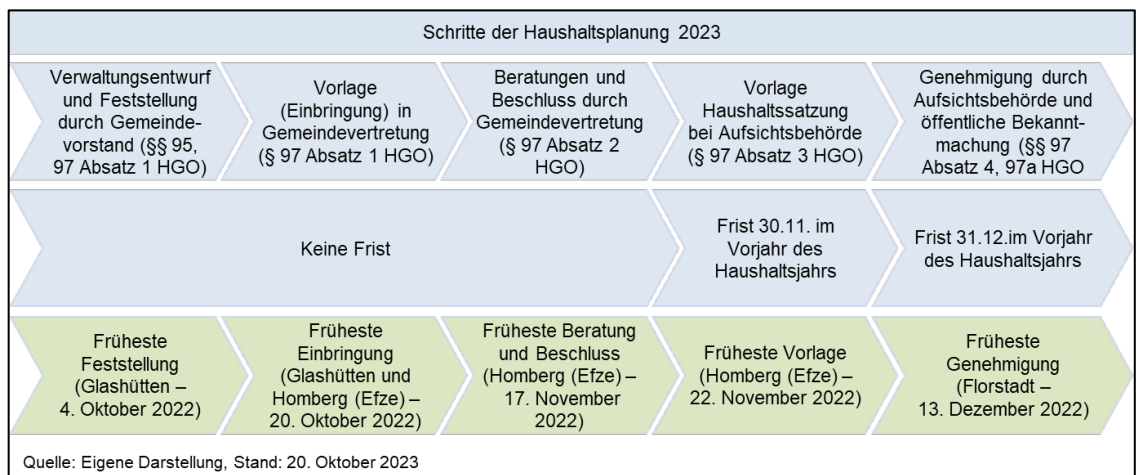 Schritte der Haushaltsplanung 2023
Verwaltungsentwurf
und Feststellung
durch Gemeinde-
vorstand (§§ 95,
97 Absatz 1 HGO)
Vorlage
(Einbringung) in
Gemeindevertretung
(§ 97 Absatz 1 HGO)
Beratungen und
Beschluss durch
Gemeindevertretung
(§ 97 Absatz 2
HGO)
Vorlage
Haushaltssatzung
bei Aufsichtsbehörde
(§ 97 Absatz 3 HGO)
Genehmigung durch
Aufsichtsbehörde und
öffentliche Bekannt-
machung (§§ 97
Absatz 4, 97a HGO
Keine Frist
Frist 30.11. im
Vorjahr des
Haushaltsjahrs
Frist 31.12.im Vorjahr
des Haushaltsjahrs
Früheste
Feststellung
(Glashütten –
4. Oktober 2022)
Früheste
Einbringung
(Glashütten und
Homberg (Efze) –
20. Oktober 2022)
Früheste Beratung
und Beschluss
(Homberg (Efze) –
17. November
2022)
Früheste Vorlage
(Homberg (Efze) –
22. November 2022)
Früheste
Genehmigung
(Florstadt –
13. Dezember 2022)
Quelle: Eigene Darstellung, Stand: 20. Oktober 2023